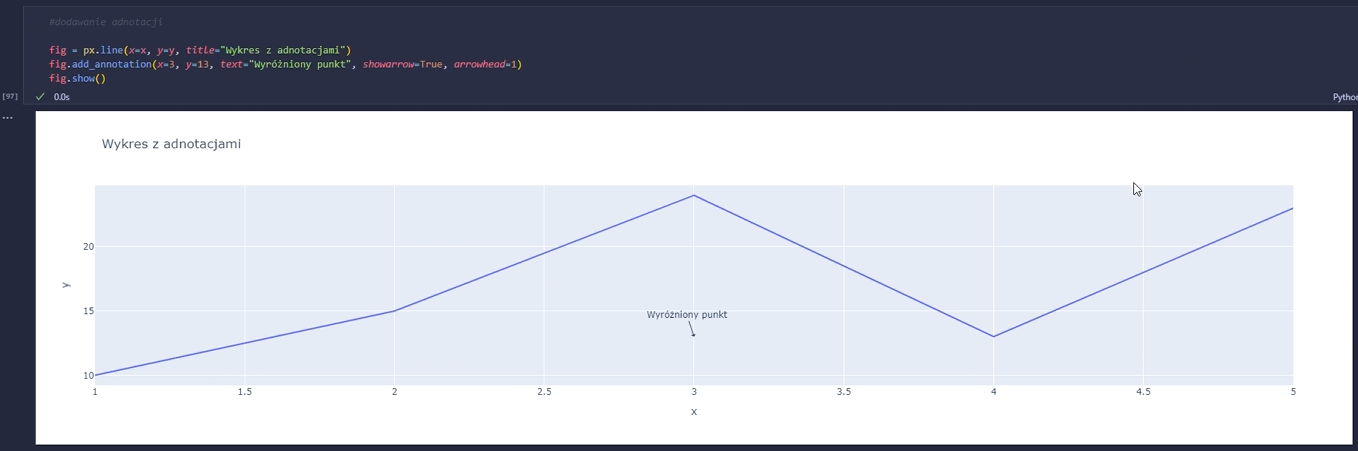 #dodawanie adnotacji
fig = px.line(x=x, y=y, title="Wykres z adnotacjami")
fig.add_annotation(x=3, y=13, text="Wyróżniony punkt", showarrow=True, arrowhead=1)
fig.show()
[97]
0.0s
Python
...
Wykres z adnotacjami
20
15
10
y
Wyróżniony punkt
1 1.5 2 2.5 3 3.5 4 4.5 5
x